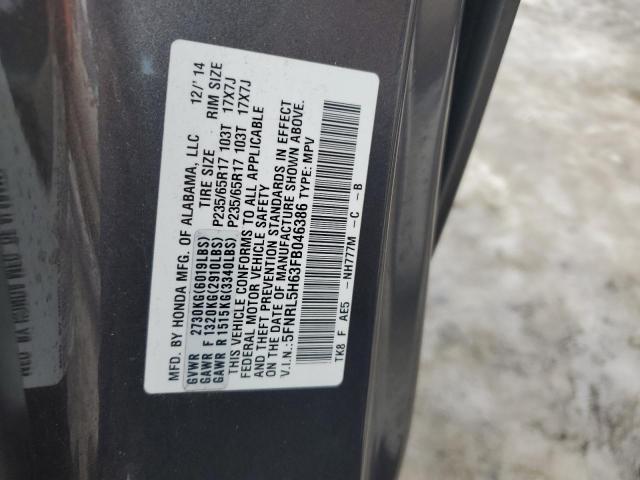 MFD. BY HONDA MFG. OF ALABAMA, LLC 12/'14
GVWR 2730KG(6019LBS) TIRE SIZE RIM SIZE
GAWR F 1320KG(2910LBS) P235/65R17 103T 17X7J
GAWR R 1515KG(3340LBS) P235/65R17 103T 17X7J
THIS VEHICLE CONFORMS TO ALL APPLICABLE
FEDERAL MOTOR VEHICLE SAFETY
AND THEFT PREVENTION STANDARDS IN EFFECT
ON THE DATE OF MANUFACTURE SHOWN ABOVE.
V.I.N.:5FNRL5H63FB046386 TYPE: MPV
TK8 F AE5 -NH777M -C -B